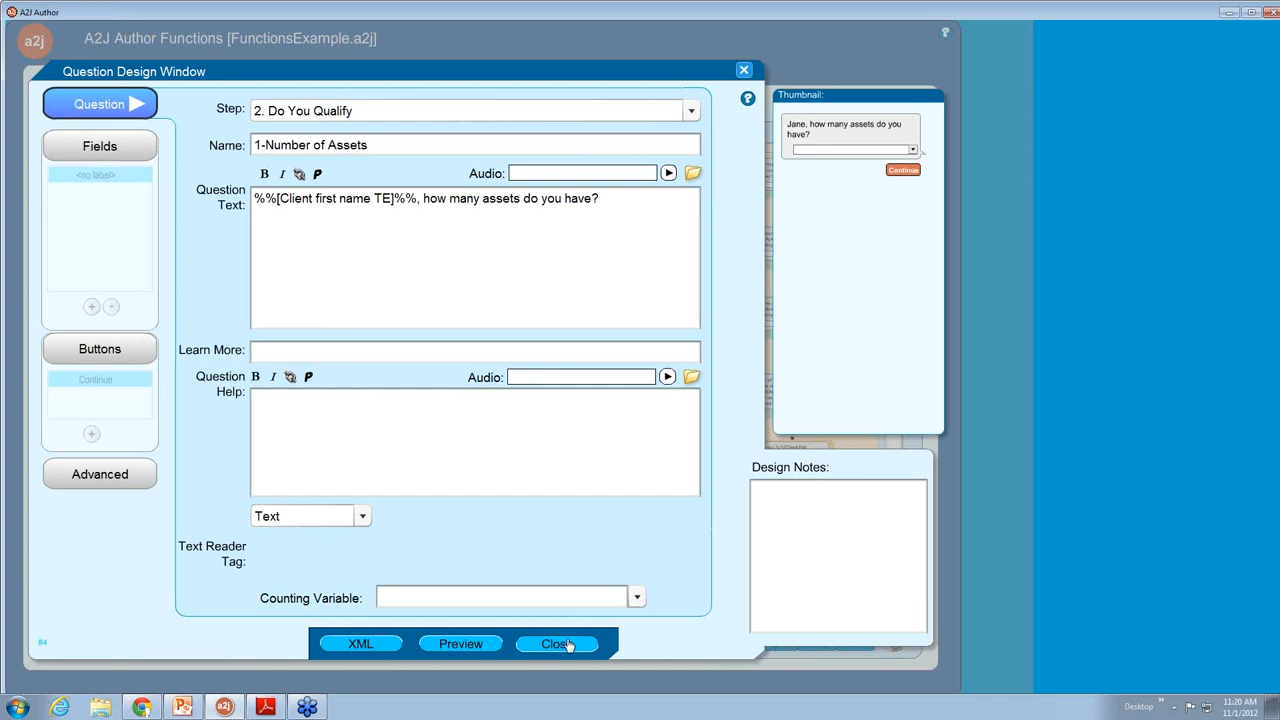 A2J Author
a2j
A2J Author Functions [FunctionsExample.a2j]
?
Question Design Window
Question
Step:
2. Do You Qualify
?
Thumbnail:
Jane, how many assets do you
have?
Continue
Name:
1-Number of Assets
Fields
<no label>
B I P
Audio:
Question
Text:
%%[Client first name TE]%%, how many assets do you have?
+ -
Buttons
Continue
+
Learn More:
Question
Help:
B I P
Audio:
Advanced
Design Notes:
Text
Text Reader
Tag:
Counting Variable:
#4
XML
Preview
Clos
a2j
Desktop
11:20 AM
11/1/2012